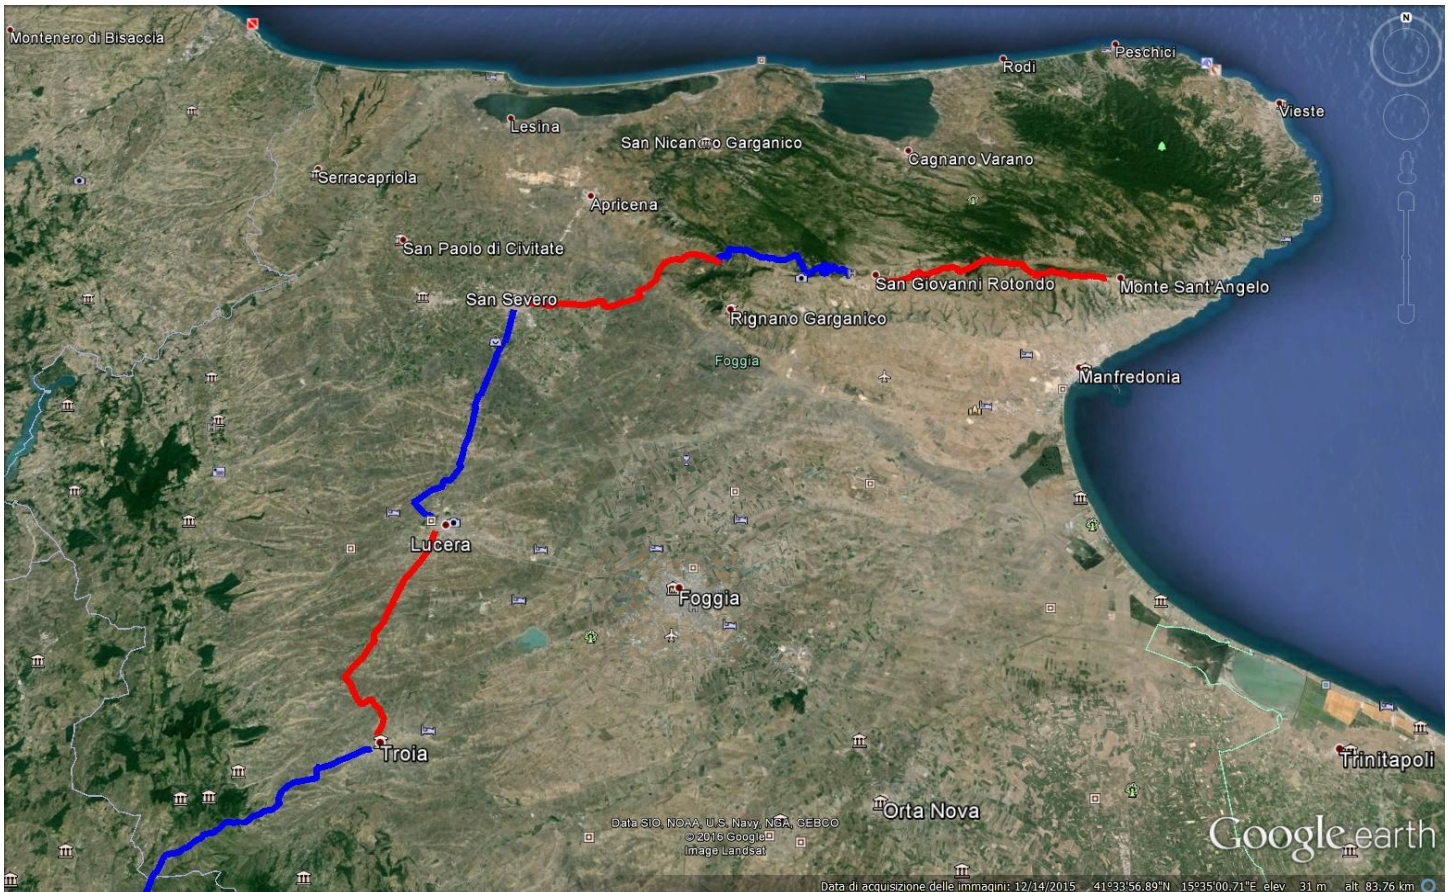 N
Montenero di Bisaccia
Peschici
Rodi
Vieste
Lesina
San Nicandro Garganico
Cagnano Varano
Serracapriola
Apricena
San Paolo di Civitate
San Giovanni Rotondo
Monte Sant'Angelo
San Severo
Rignano Garganico
Foggia
Manfredonia
Lucera
Foggia
Troia
Trinitapoli
Orta Nova
Data SIO, NOAA, U.S. Navy, NGA, GEBCO
© 2016 Google
Image Landsat
Google earth
Data di acquisizione delle immagini: 12/14/2015 41°33'56.89"N 15°35'00.71"E elev 31 m alt 83.76 km